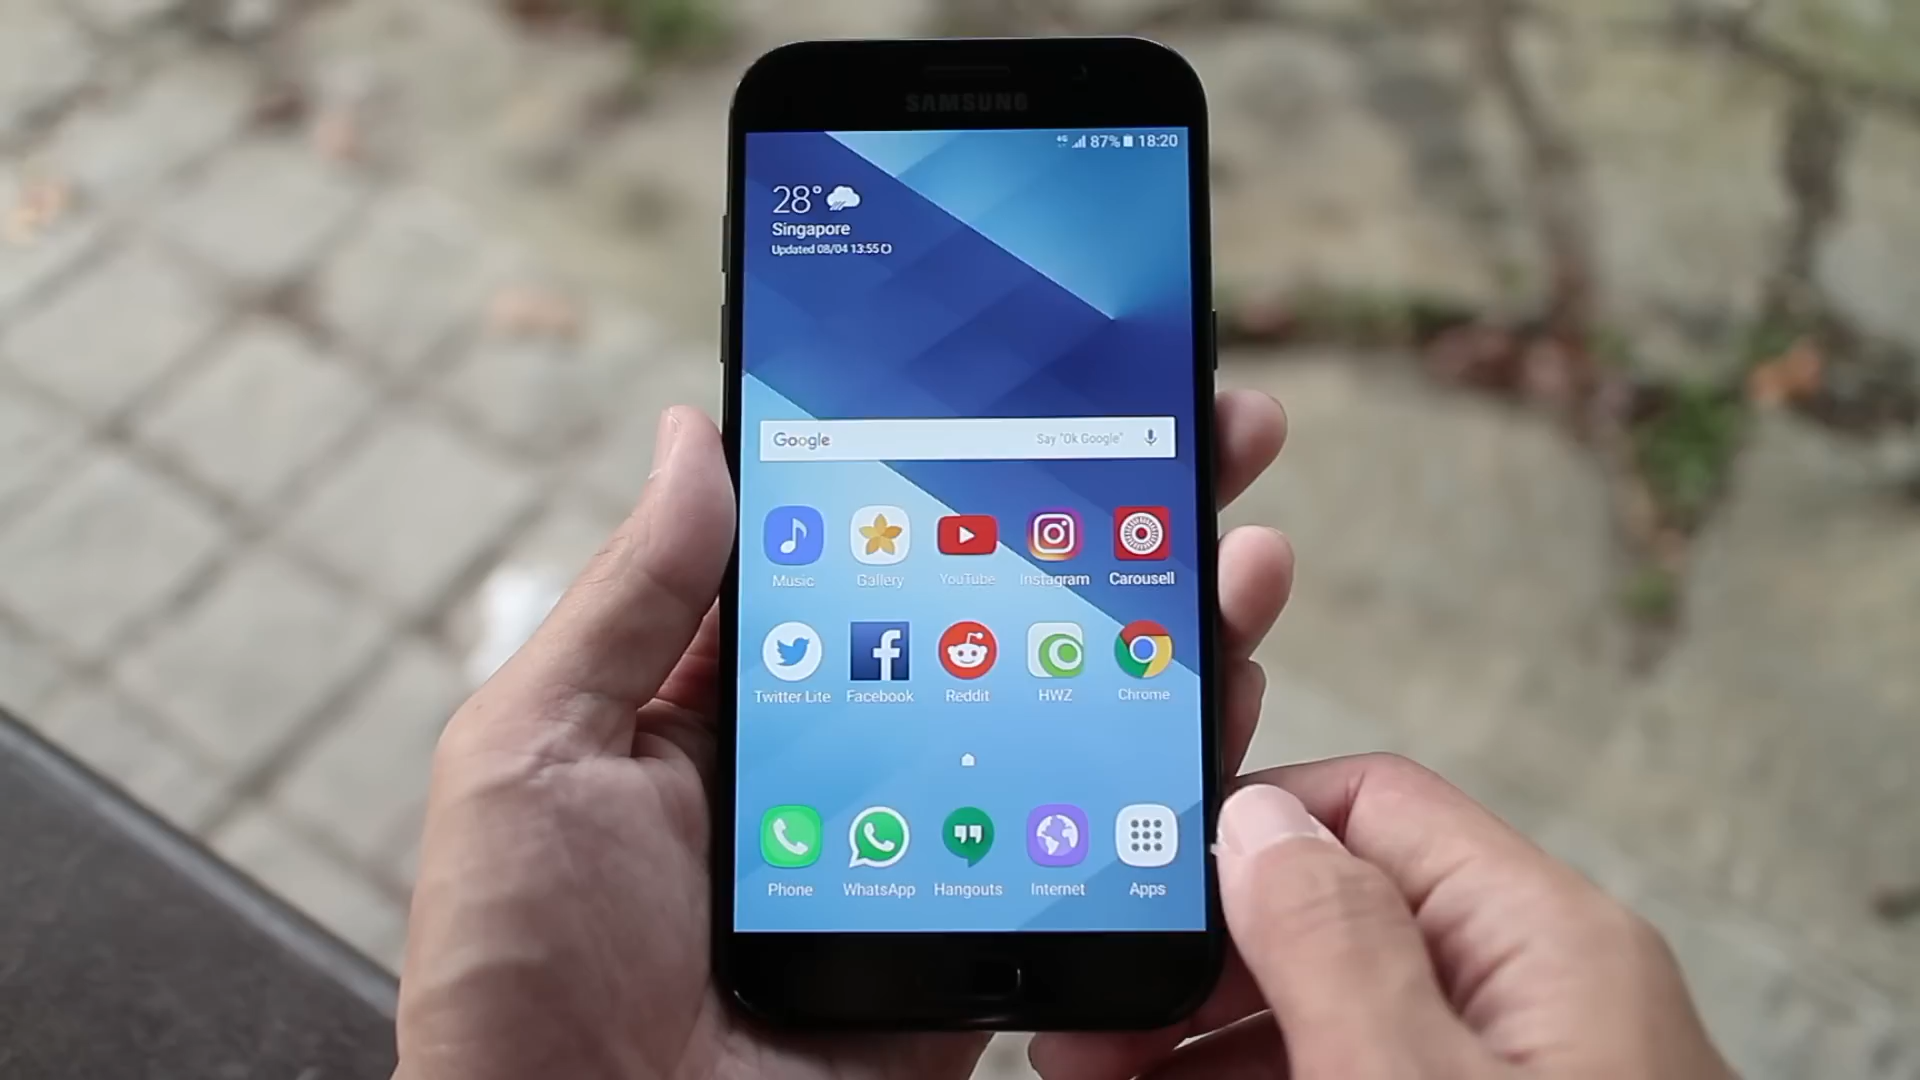 SAMSUNG
4G 87% 18:20
28°
Singapore
Updated 08/04 13:55
Google Say "Ok Google"
Music Gallery YouTube Instagram Carousell
Twitter Lite Facebook Reddit HWZ Chrome
Phone WhatsApp Hangouts Internet Apps